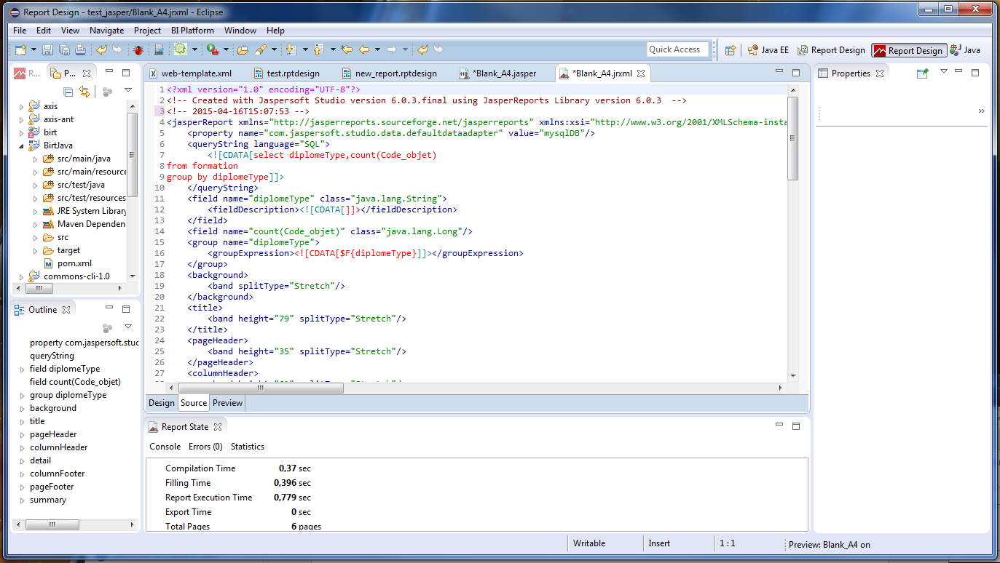 Report Design - test_jasper/Blank_A4.jrxml - Eclipse
File Edit View Navigate Project BI Platform Window Help
Quick Access
Java EE Report Design Report Design Java
R... P...
axis
axis-ant
birt
BirtJava
src/main/java
src/main/resource
src/test/java
src/test/resources
JRE System Library
Maven Dependen
src
target
pom.xml
commons-cli-1.0
Outline
property com.jaspersoft.stud
queryString
field diplomeType
field count(Code_objet)
group diplomeType
background
title
pageHeader
columnHeader
detail
columnFooter
pageFooter
summary
web-template.xml test.rptdesign new_report.rptdesign *Blank_A4.jasper *Blank_A4.jrxml
1 <?xml version="1.0" encoding="UTF-8"?>
2 <!-- Created with Jaspersoft Studio version 6.0.3.final using JasperReports Library version 6.0.3  -->
3 <!-- 2015-04-16T15:07:53 -->
4 <jasperReport xmlns="http://jasperreports.sourceforge.net/jasperreports" xmlns:xsi="http://www.w3.org/2001/XMLSchema-insta
5     <property name="com.jaspersoft.studio.data.defaultdataadapter" value="mysqlDB"/>
6     <queryString language="SQL">
7         <![CDATA[select diplomeType,count(Code_objet)
8 from formation
9 group by diplomeType]]>
10     </queryString>
11     <field name="diplomeType" class="java.lang.String">
12         <fieldDescription><![CDATA[]]></fieldDescription>
13     </field>
14     <field name="count(Code_objet)" class="java.lang.Long"/>
15     <group name="diplomeType">
16         <groupExpression><![CDATA[$F{diplomeType}]]></groupExpression>
17     </group>
18     <background>
19         <band splitType="Stretch"/>
20     </background>
21     <title>
22         <band height="79" splitType="Stretch"/>
23     </title>
24     <pageHeader>
25         <band height="35" splitType="Stretch"/>
26     </pageHeader>
27     <columnHeader>
Design Source Preview
Report State
Console Errors (0) Statistics
Compilation Time 0,37 sec
Filling Time 0,396 sec
Report Execution Time 0,779 sec
Export Time 0 sec
Total Pages 6 pages
Properties
Writable Insert 1 : 1 Preview: Blank_A4 on